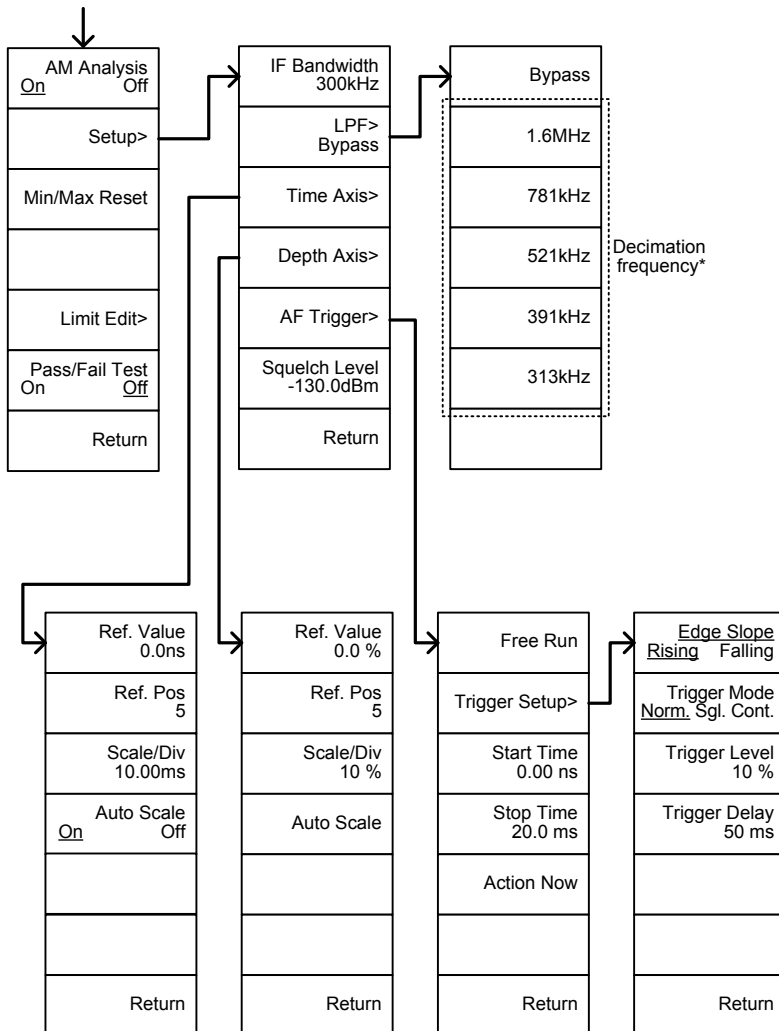 AM Analysis
On Off
Setup>
Min/Max Reset
Limit Edit>
Pass/Fail Test
On Off
Return
IF Bandwidth
300kHz
LPF>
Bypass
Time Axis>
Depth Axis>
AF Trigger>
Squelch Level
-130.0dBm
Return
Bypass
1.6MHz
781kHz
521kHz
391kHz
313kHz
Decimation
frequency*
Ref. Value
0.0ns
Ref. Pos
5
Scale/Div
10.00ms
Auto Scale
On Off
Return
Ref. Value
0.0 %
Ref. Pos
5
Scale/Div
10 %
Auto Scale
Return
Free Run
Trigger Setup>
Start Time
0.00 ns
Stop Time
20.0 ms
Action Now
Return
Edge Slope
Rising Falling
Trigger Mode
Norm. Sgl. Cont.
Trigger Level
10 %
Trigger Delay
50 ms
Return